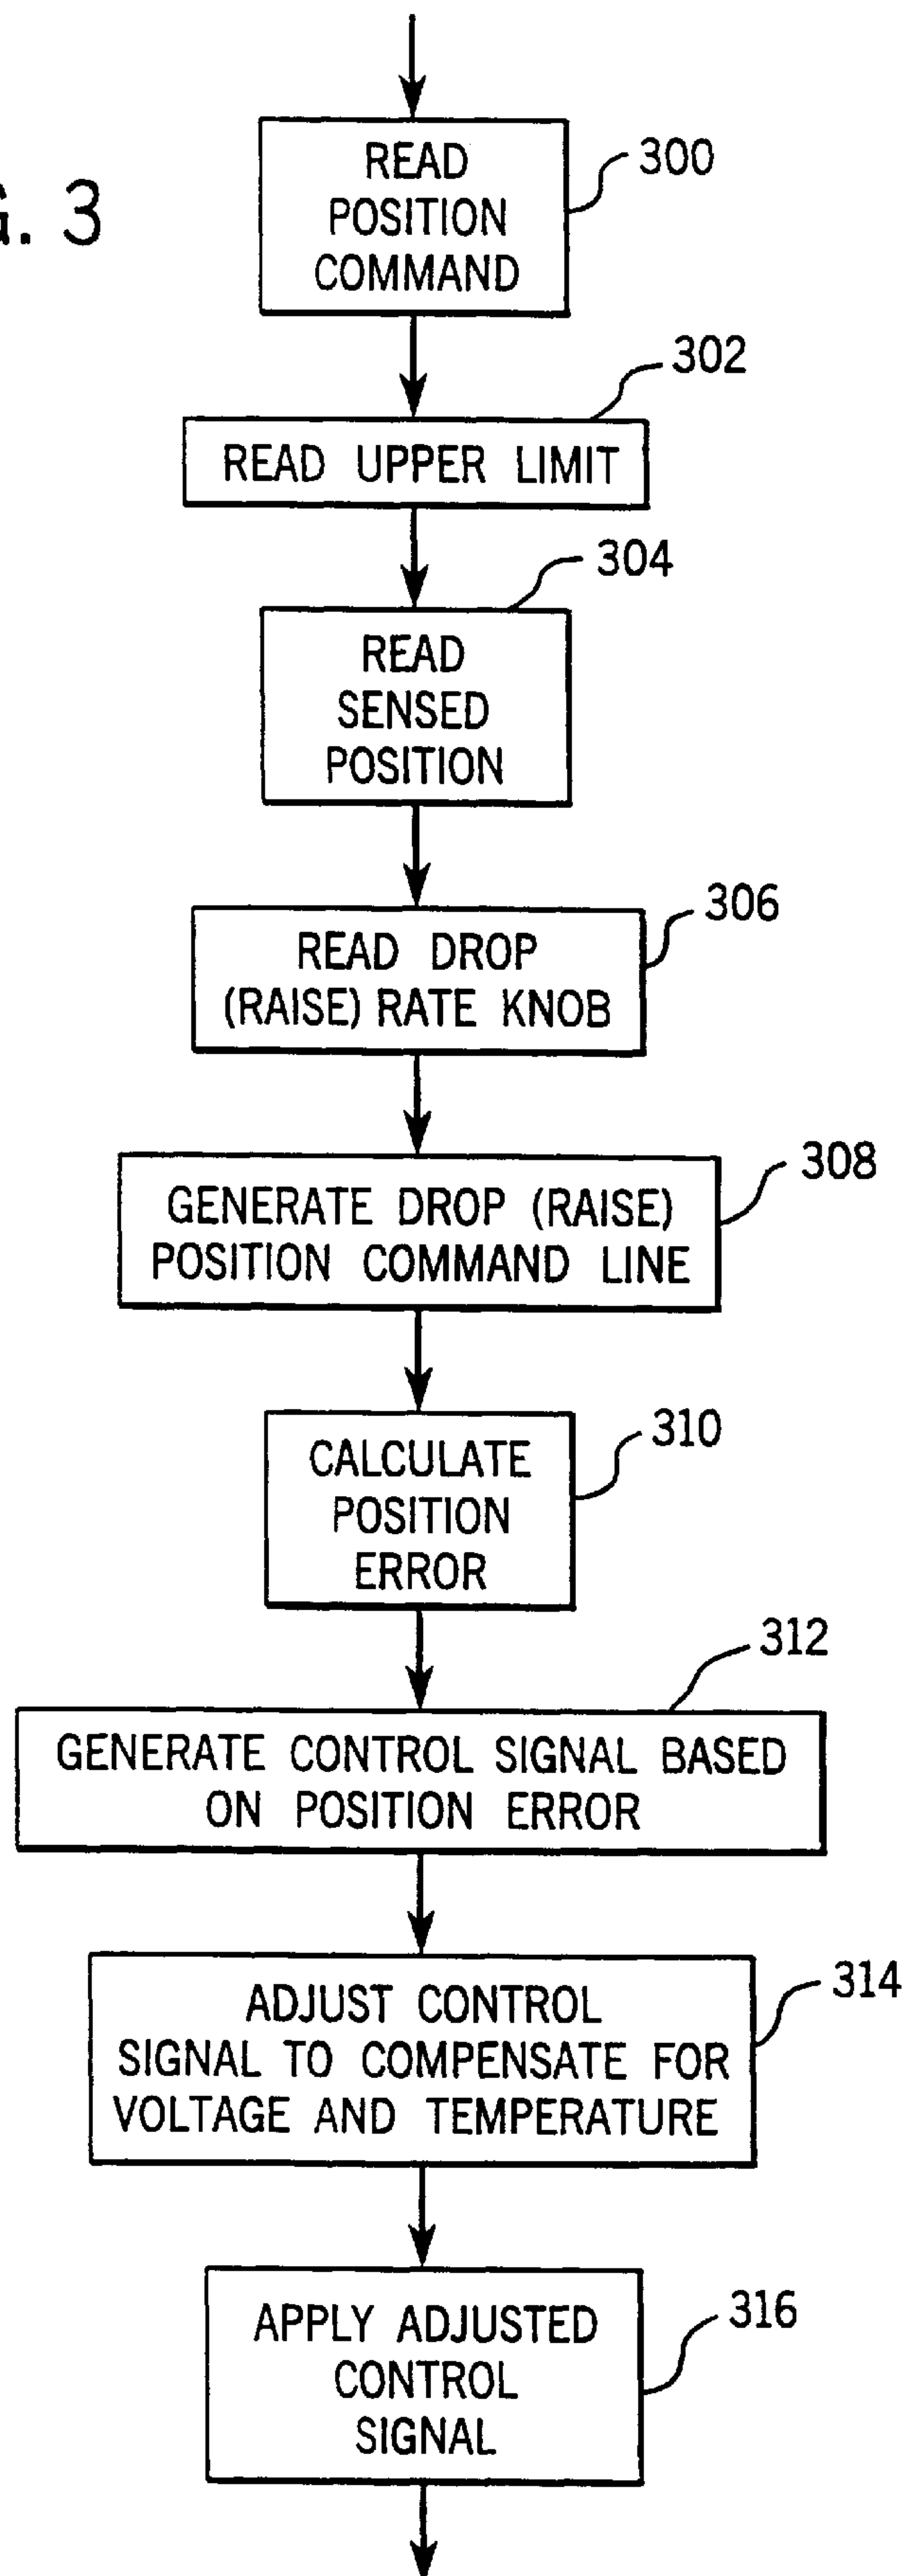 G. 3
READ
POSITION
COMMAND
300
302
READ UPPER LIMIT
304
READ
SENSED
POSITION
306
READ DROP
(RAISE) RATE KNOB
308
GENERATE DROP (RAISE)
POSITION COMMAND LINE
310
CALCULATE
POSITION
ERROR
312
GENERATE CONTROL SIGNAL BASED
ON POSITION ERROR
314
ADJUST CONTROL
SIGNAL TO COMPENSATE FOR
VOLTAGE AND TEMPERATURE
316
APPLY ADJUSTED
CONTROL
SIGNAL